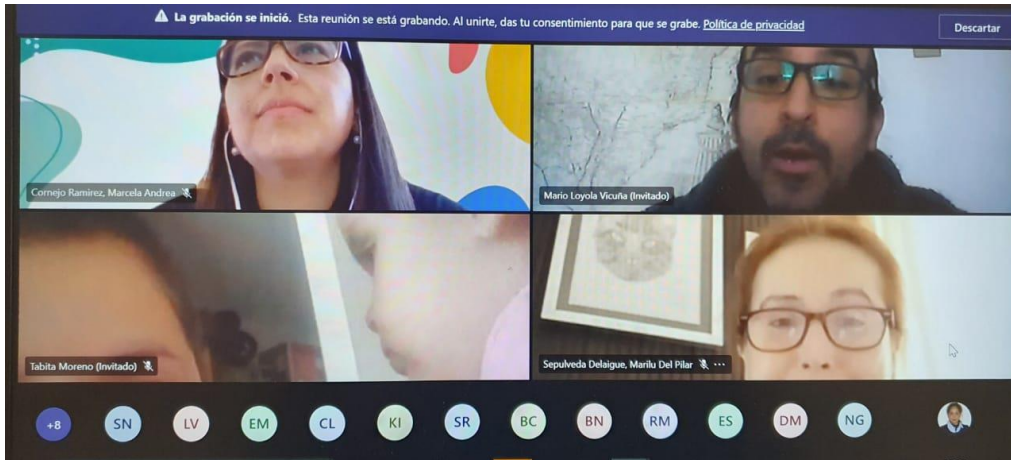 La grabación se inició. Esta reunión se está grabando. Al unirte, das tu consentimiento para que se grabe. Política de privacidad
Descartar
Cornejo Ramirez, Marcela Andrea
Mario Loyola Vicuña (Invitado)
Tabita Moreno (Invitado)
Sepulveda Delaigue, Marilu Del Pilar ...
+8
SN
LV
EM
CL
KI
SR
BC
BN
RM
ES
DM
NG